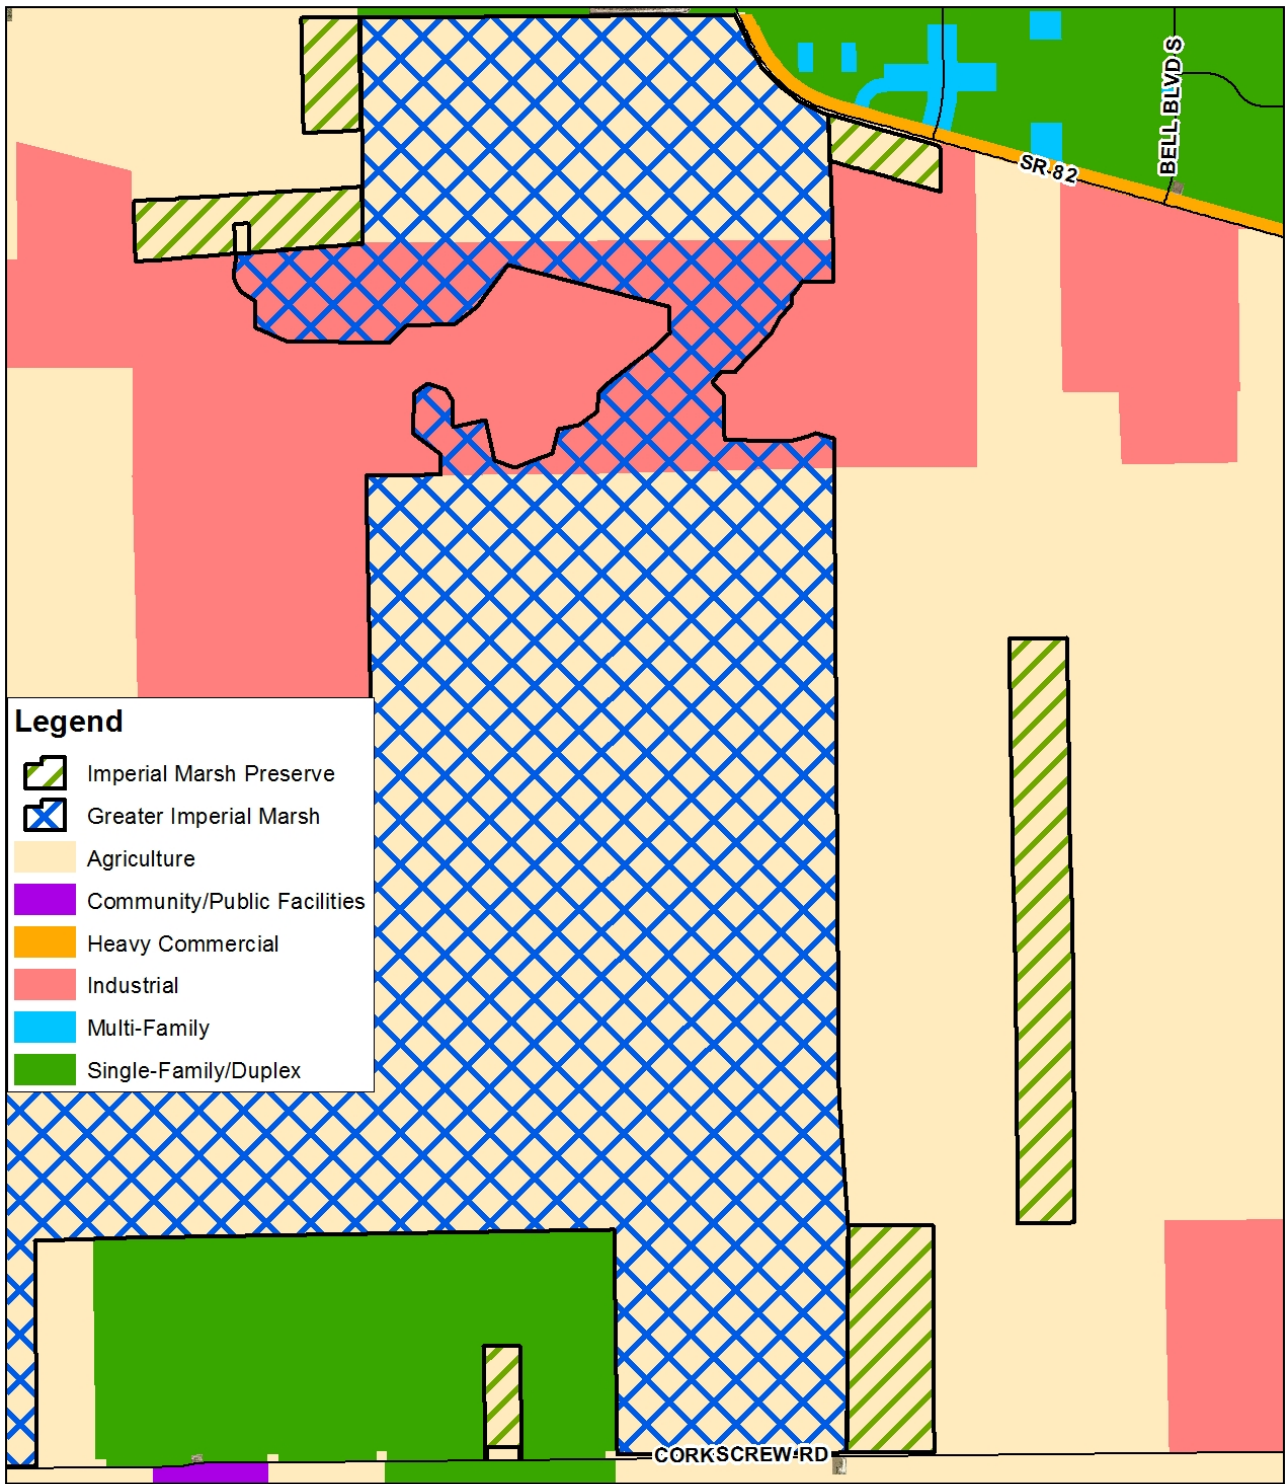 BELL BLVD S
SR 82
Legend
Imperial Marsh Preserve
Greater Imperial Marsh
Agriculture
Community/Public Facilities
Heavy Commercial
Industrial
Multi-Family
Single-Family/Duplex
CORKSCREW RD